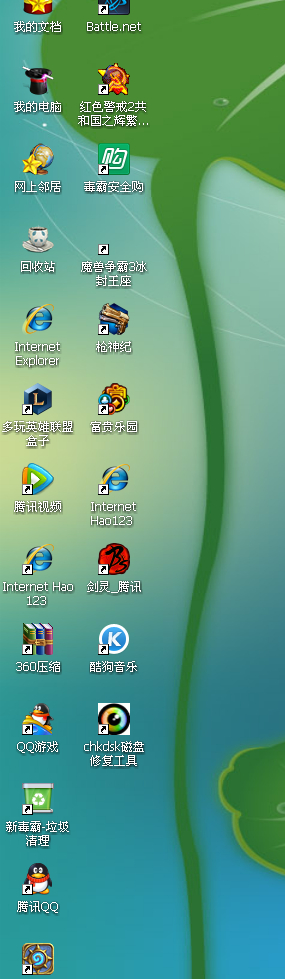 我的文档
Battle.net
我的电脑
红色警戒2共
和国之辉繁...
网上邻居
毒霸安全购
回收站
魔兽争霸3冰
封王座
Internet
Explorer
枪神纪
多玩英雄联盟
盒子
富贵乐园
腾讯视频
Internet
Hao123
Internet Hao
123
剑灵_腾讯
360压缩
酷狗音乐
QQ游戏
chkdsk磁盘
修复工具
新毒霸-垃圾
清理
腾讯QQ